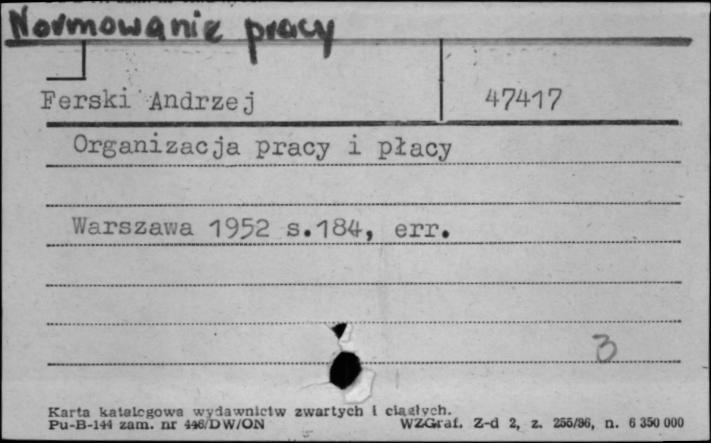 Normowanie pracy
Ferski Andrzej 47417
Organizacja pracy i płacy
Warszawa 1952 s.184, err.
3
Karta katalogowa wydawnictw zwartych i ciągłych.
Pu-B-144 zam. nr 446/DW/ON WZGraf. Z-d 2, z. 255/86, n. 6 350 000